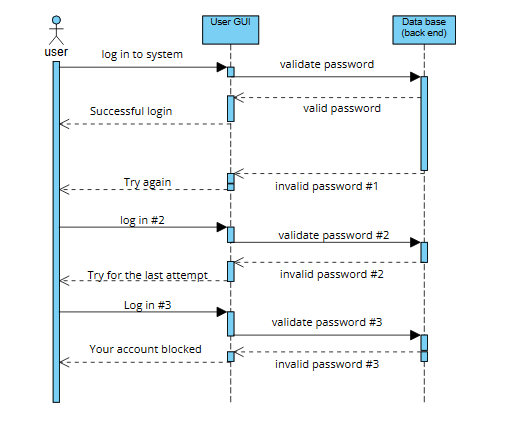 User GUI
Data base
(back end)
user
log in to system
validate password
valid password
Successful login
Try again
invalid password #1
log in #2
validate password #2
Try for the last attempt
invalid password #2
Log in #3
validate password #3
Your account blocked
invalid password #3